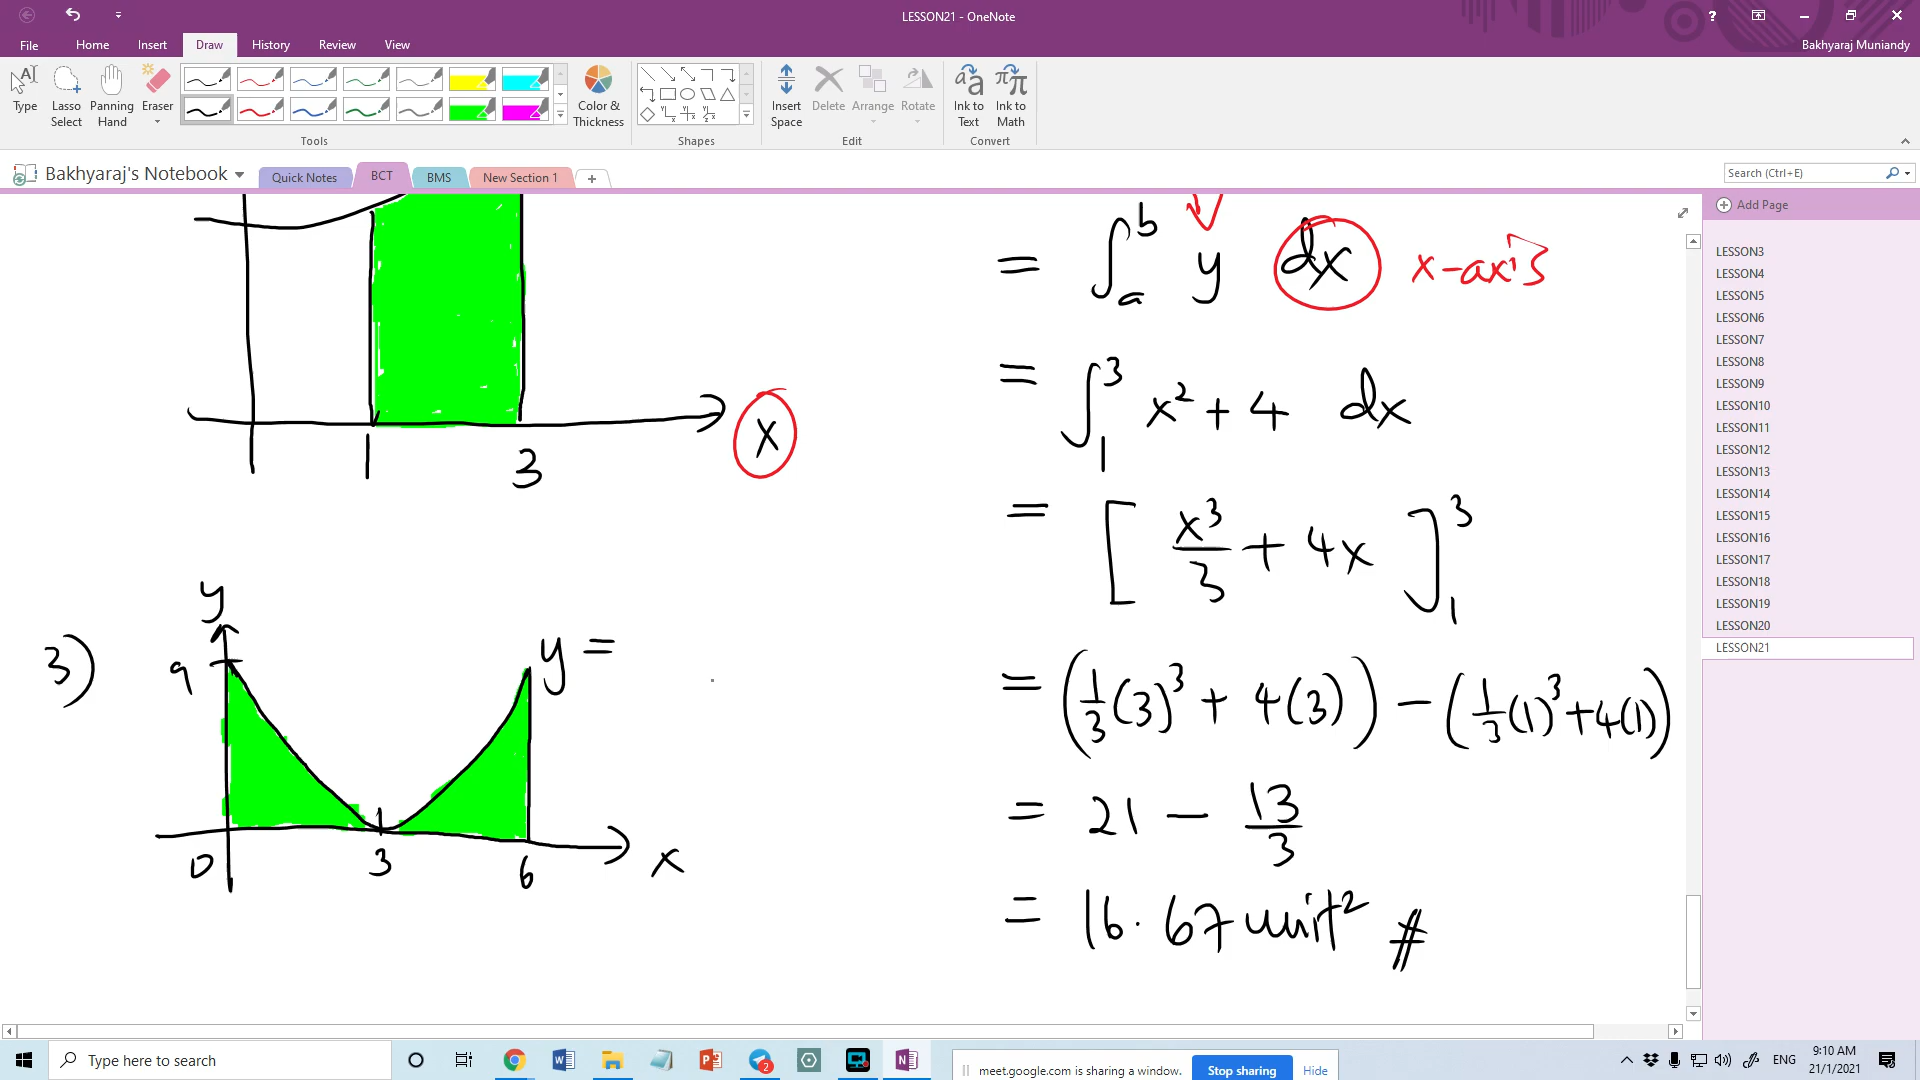 LESSON21 - OneNote
?
File Home Insert Draw History Review View
Bakhyaraj Muniandy
Type
Lasso Select
Panning Hand
Eraser
Color & Thickness
Insert Space
Delete
Arrange
Rotate
Ink to Text
Ink to Math
Tools
Shapes
Edit
Convert
Bakhyaraj's Notebook
Quick Notes BCT BMS New Section 1
Search (Ctrl+E)
Add Page
LESSON3
LESSON4
LESSON5
LESSON6
LESSON7
LESSON8
LESSON9
LESSON10
LESSON11
LESSON12
LESSON13
LESSON14
LESSON15
LESSON16
LESSON17
LESSON18
LESSON19
LESSON20
LESSON21
1 3 x
3) y
9
y =
0 3 6 x
= ∫_a^b y dx x-axis
= ∫_1^3 x² + 4 dx
= [ x³/3 + 4x ]_1^3
= (1/3 (3)³ + 4(3)) - (1/3 (1)³ + 4(1))
= 21 - 13/3
= 16.67 unit² #
Type here to search
2
meet.google.com is sharing a window.
Stop sharing
Hide
ENG
9:10 AM
21/1/2021